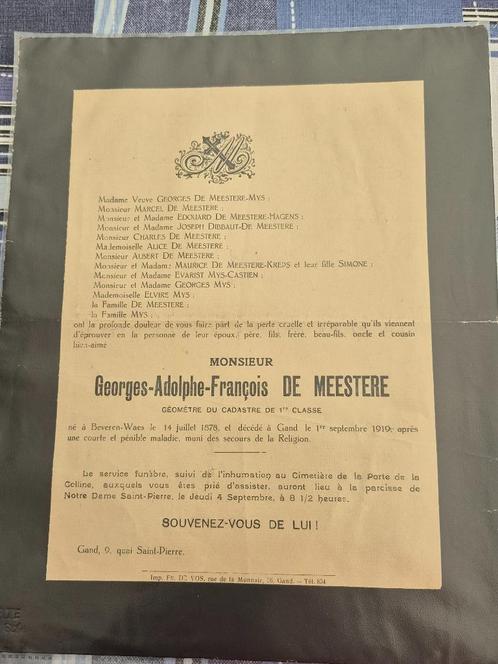 Madame Veuve GEORGES DE MEESTERE-MYS ;
Monsieur MARCEL DE MEESTERE ;
Monsieur et Madame EDOUARD DE MEESTERE-HAGENS ;
Monsieur et Madame JOSEPH DIBBAUT-DE MEESTERE ;
Monsieur CHARLES DE MEESTERE ;
Mademoiselle ALICE DE MEESTERE ;
Monsieur ALBERT DE MEESTERE ;
Monsieur et Madame MAURICE DE MEESTERE-KREPS et leur fille SIMONE ;
Monsieur et Madame EVARIST MYS-CASTIEN ;
Monsieur et Madame GEORGES MYS ;
Mademoiselle ELVIRE MYS ;
la Famille DE MEESTERE ;
la Famille MYS ;
ont la profonde douleur de vous faire part de la perte cruelle et irréparable qu'ils viennent
d'éprouver en la personne de leur époux, père, fils, frère, beau-fils, oncle et cousin
bien-aimé
MONSIEUR
Georges-Adolphe-François DE MEESTERE
GÉOMÈTRE DU CADASTRE DE 1re CLASSE
né à Beveren-Waes le 14 juillet 1878, et décédé à Gand le 1er septembre 1919, après
une courte et pénible maladie, muni des secours de la Religion.
Le service funèbre, suivi de l'inhumation au Cimetière de la Porte de la
Colline, auxquels vous êtes prié d'assister, auront lieu à la paroisse de
Notre Dame Saint-Pierre, le Jeudi 4 Septembre, à 8 1/2 heures.
SOUVENEZ-VOUS DE LUI !
Gand, 9, quai Saint-Pierre.
Imp. Fr. DE VOS, rue de la Monnaie, 26, Gand. — Tél. 834